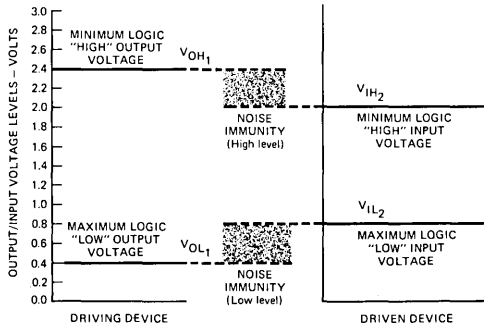 OUTPUT/INPUT VOLTAGE LEVELS – VOLTS
3.0
2.8
2.6
2.4
2.2
2.0
1.8
1.6
1.4
1.2
1.0
0.8
0.6
0.4
0.2
0.0
MINIMUM LOGIC
"HIGH" OUTPUT
VOLTAGE
VOH1
NOISE
IMMUNITY
(High level)
VIH2
MINIMUM LOGIC
"HIGH" INPUT
VOLTAGE
MAXIMUM LOGIC
"LOW" OUTPUT
VOLTAGE
VOL1
NOISE
IMMUNITY
(Low level)
VIL2
MAXIMUM LOGIC
"LOW" INPUT
VOLTAGE
DRIVING DEVICE
DRIVEN DEVICE